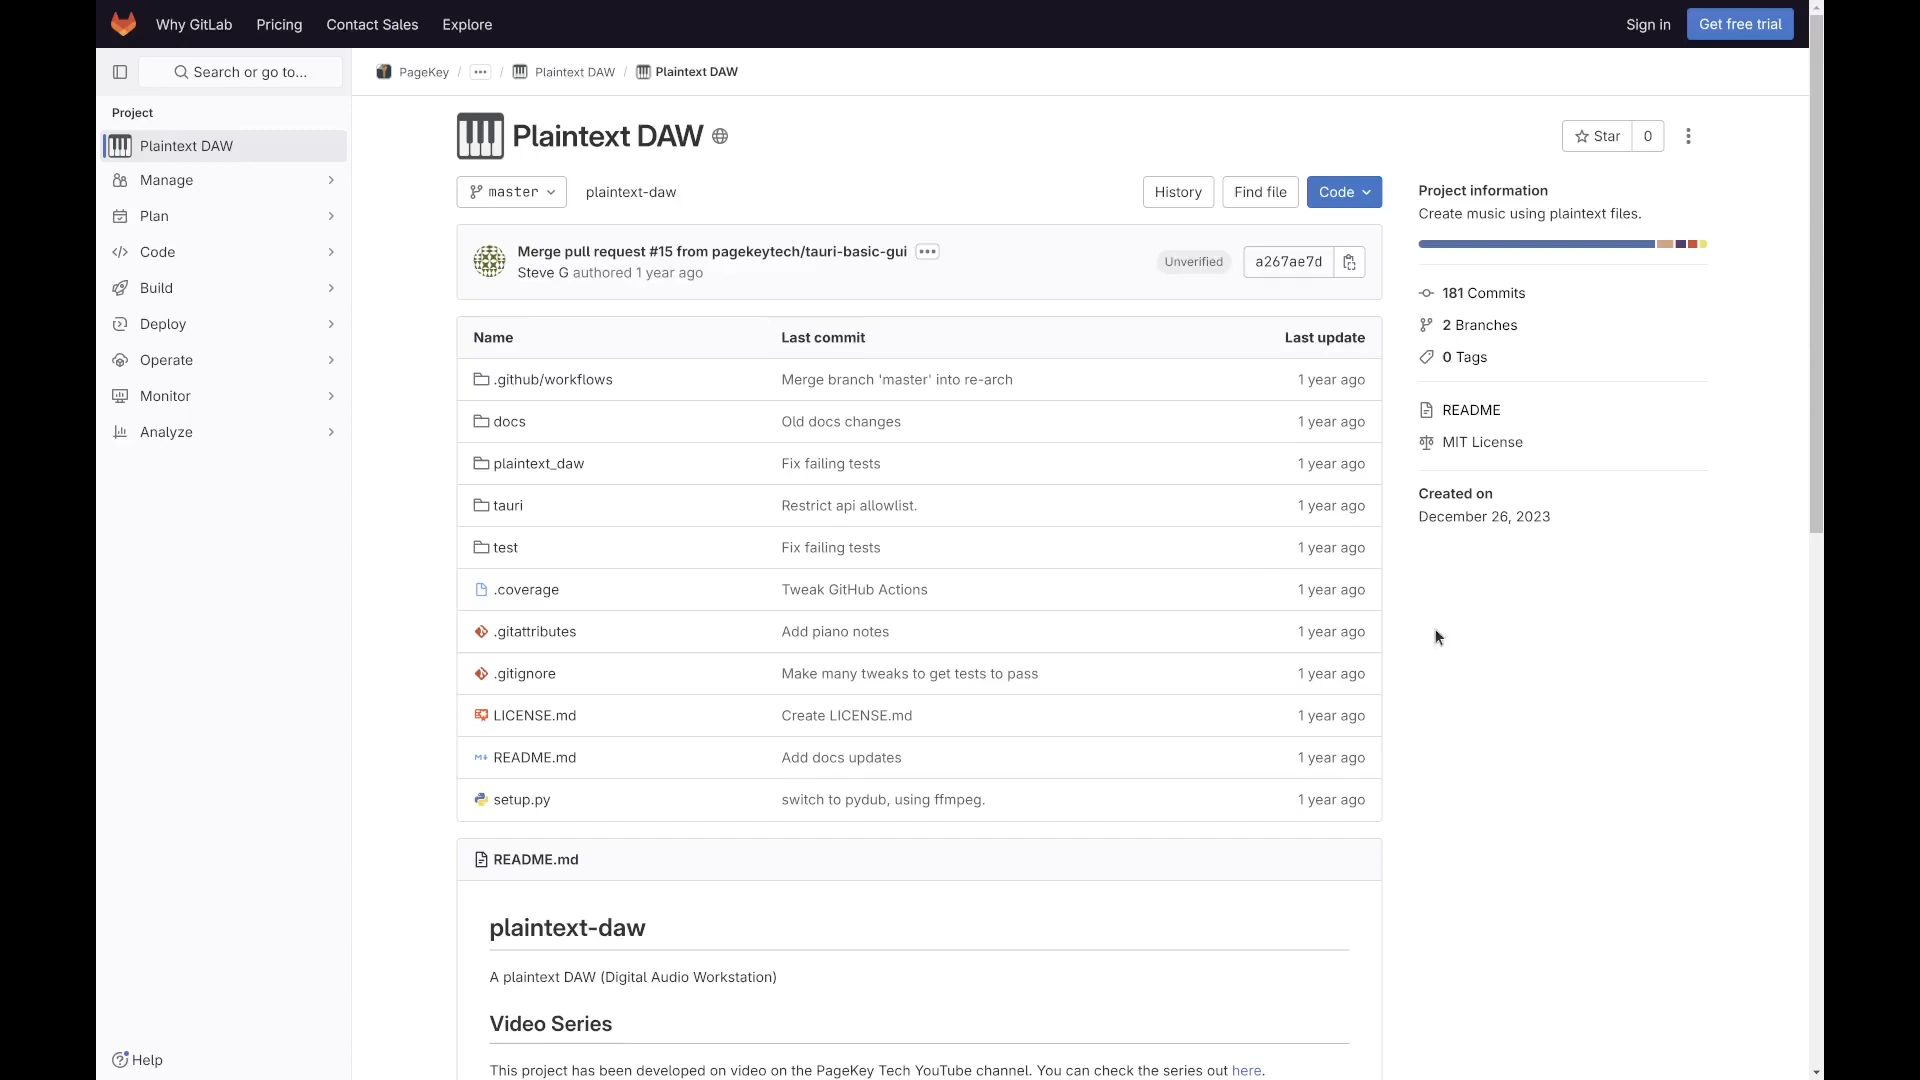 Why GitLab Pricing Contact Sales Explore Sign in Get free trial
Search or go to...
PageKey / ••• / Plaintext DAW / Plaintext DAW
Project
Plaintext DAW
Manage
Plan
Code
Build
Deploy
Operate
Monitor
Analyze
Help
Plaintext DAW
Star 0
master plaintext-daw History Find file Code
Merge pull request #15 from pagekeytech/tauri-basic-gui •••
Steve G authored 1 year ago
Unverified a267ae7d
Name Last commit Last update
.github/workflows Merge branch 'master' into re-arch 1 year ago
docs Old docs changes 1 year ago
plaintext_daw Fix failing tests 1 year ago
tauri Restrict api allowlist. 1 year ago
test Fix failing tests 1 year ago
.coverage Tweak GitHub Actions 1 year ago
.gitattributes Add piano notes 1 year ago
.gitignore Make many tweaks to get tests to pass 1 year ago
LICENSE.md Create LICENSE.md 1 year ago
README.md Add docs updates 1 year ago
setup.py switch to pydub, using ffmpeg. 1 year ago
README.md
plaintext-daw
A plaintext DAW (Digital Audio Workstation)
Video Series
This project has been developed on video on the PageKey Tech YouTube channel. You can check the series out here.
Project information
Create music using plaintext files.
181 Commits
2 Branches
0 Tags
README
MIT License
Created on
December 26, 2023